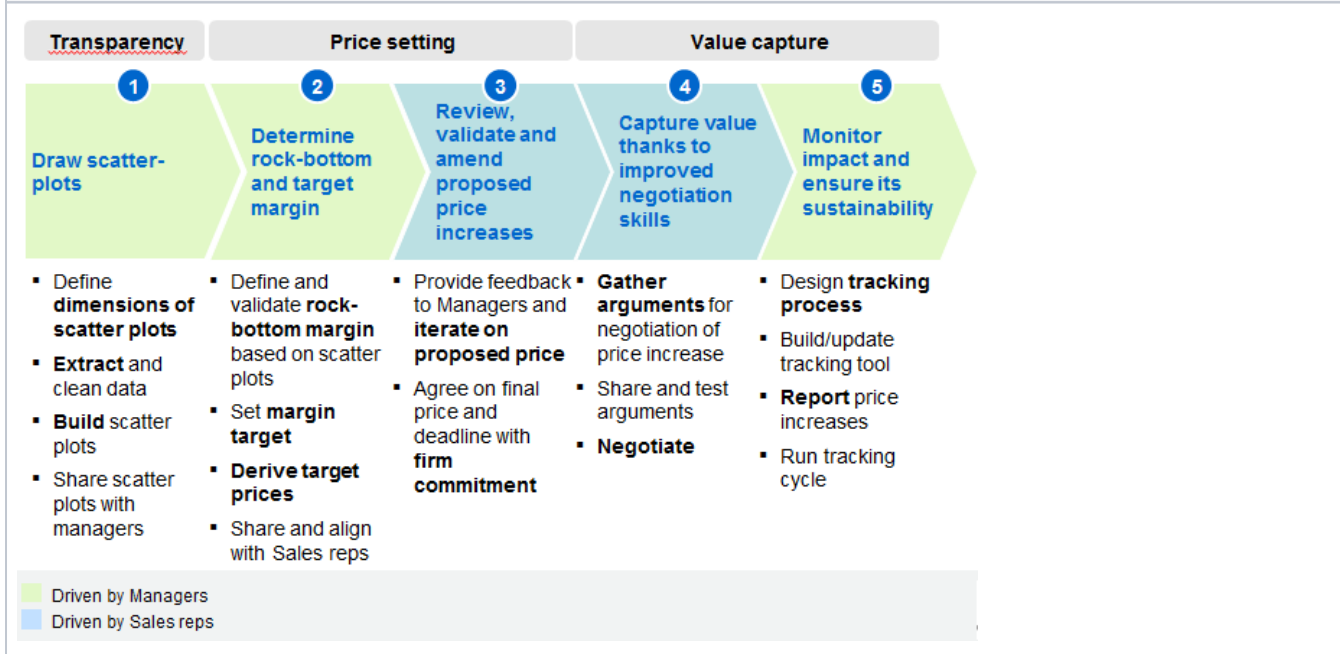 Transparency
Price setting
Value capture
1
2
3
4
5
Draw scatter-
plots
Determine
rock-bottom
and target
margin
Review,
validate and
amend
proposed
price
increases
Capture value
thanks to
improved
negotiation
skills
Monitor
impact and
ensure its
sustainability
▪ Define
dimensions of
scatter plots
▪ Extract and
clean data
▪ Build scatter
plots
▪ Share scatter
plots with
managers
▪ Define and
validate rock-
bottom margin
based on scatter
plots
▪ Set margin
target
▪ Derive target
prices
▪ Share and align
with Sales reps
▪ Provide feedback
to Managers and
iterate on
proposed price
▪ Agree on final
price and
deadline with
firm
commitment
▪ Gather
arguments for
negotiation of
price increase
▪ Share and test
arguments
▪ Negotiate
▪ Design tracking
process
▪ Build/update
tracking tool
▪ Report price
increases
▪ Run tracking
cycle
Driven by Managers
Driven by Sales reps